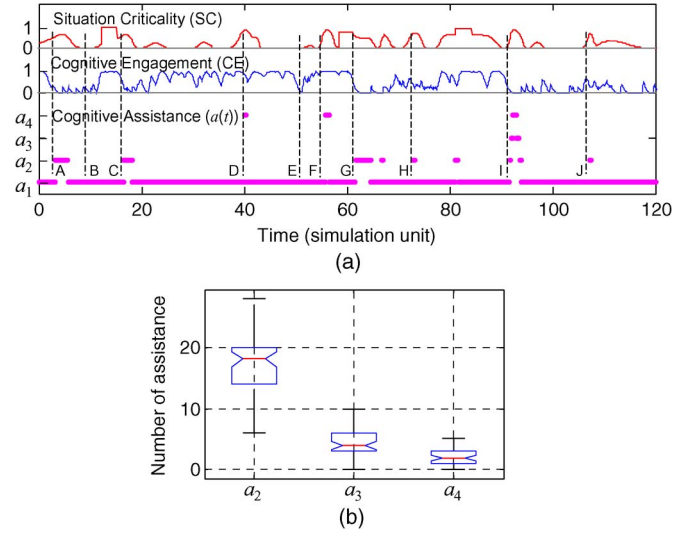 (a)
Situation Criticality (SC)
1
0
Cognitive Engagement (CE)
1
0
Cognitive Assistance (a(t))
a4
a3
a2
a1
A B C D E F G H I J
0 20 40 60 80 100 120
Time (simulation unit)
(a)
Number of assistance
20
10
0
a2 a3 a4
(b)